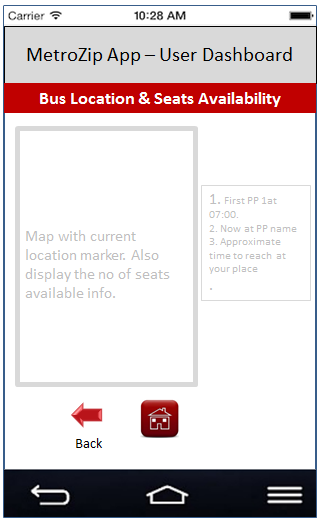 Carrier 10:28 AM
MetroZip App – User Dashboard
Bus Location & Seats Availability
Map with current
location marker. Also
display the no of seats
available info.
1. First PP 1at
07:00.
2. Now at PP name
3. Approximate
time to reach at
your place
.
Back